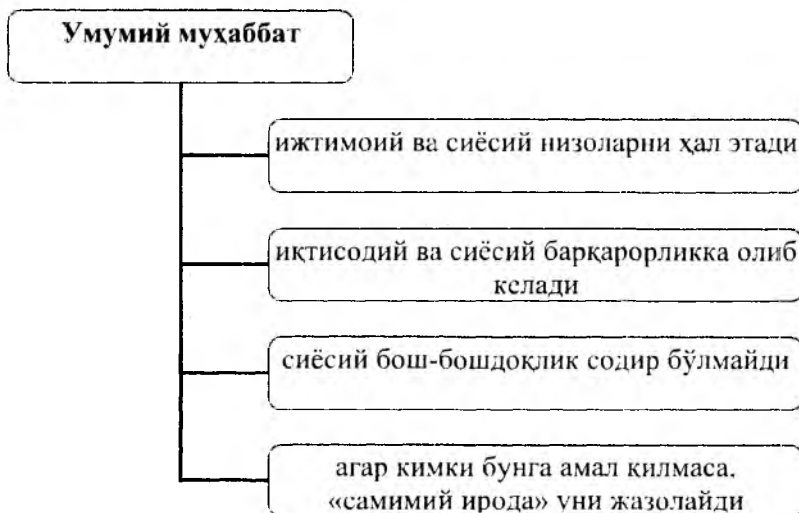 Умумий муҳаббат
ижтимоий ва сиёсий низоларни ҳал этади
иқтисодий ва сиёсий барқарорликка олиб
келади
сиёсий бош-бошдоқлик содир бўлмайди
агар кимки бунга амал қилмаса,
«самимий ирода» уни жазолайди